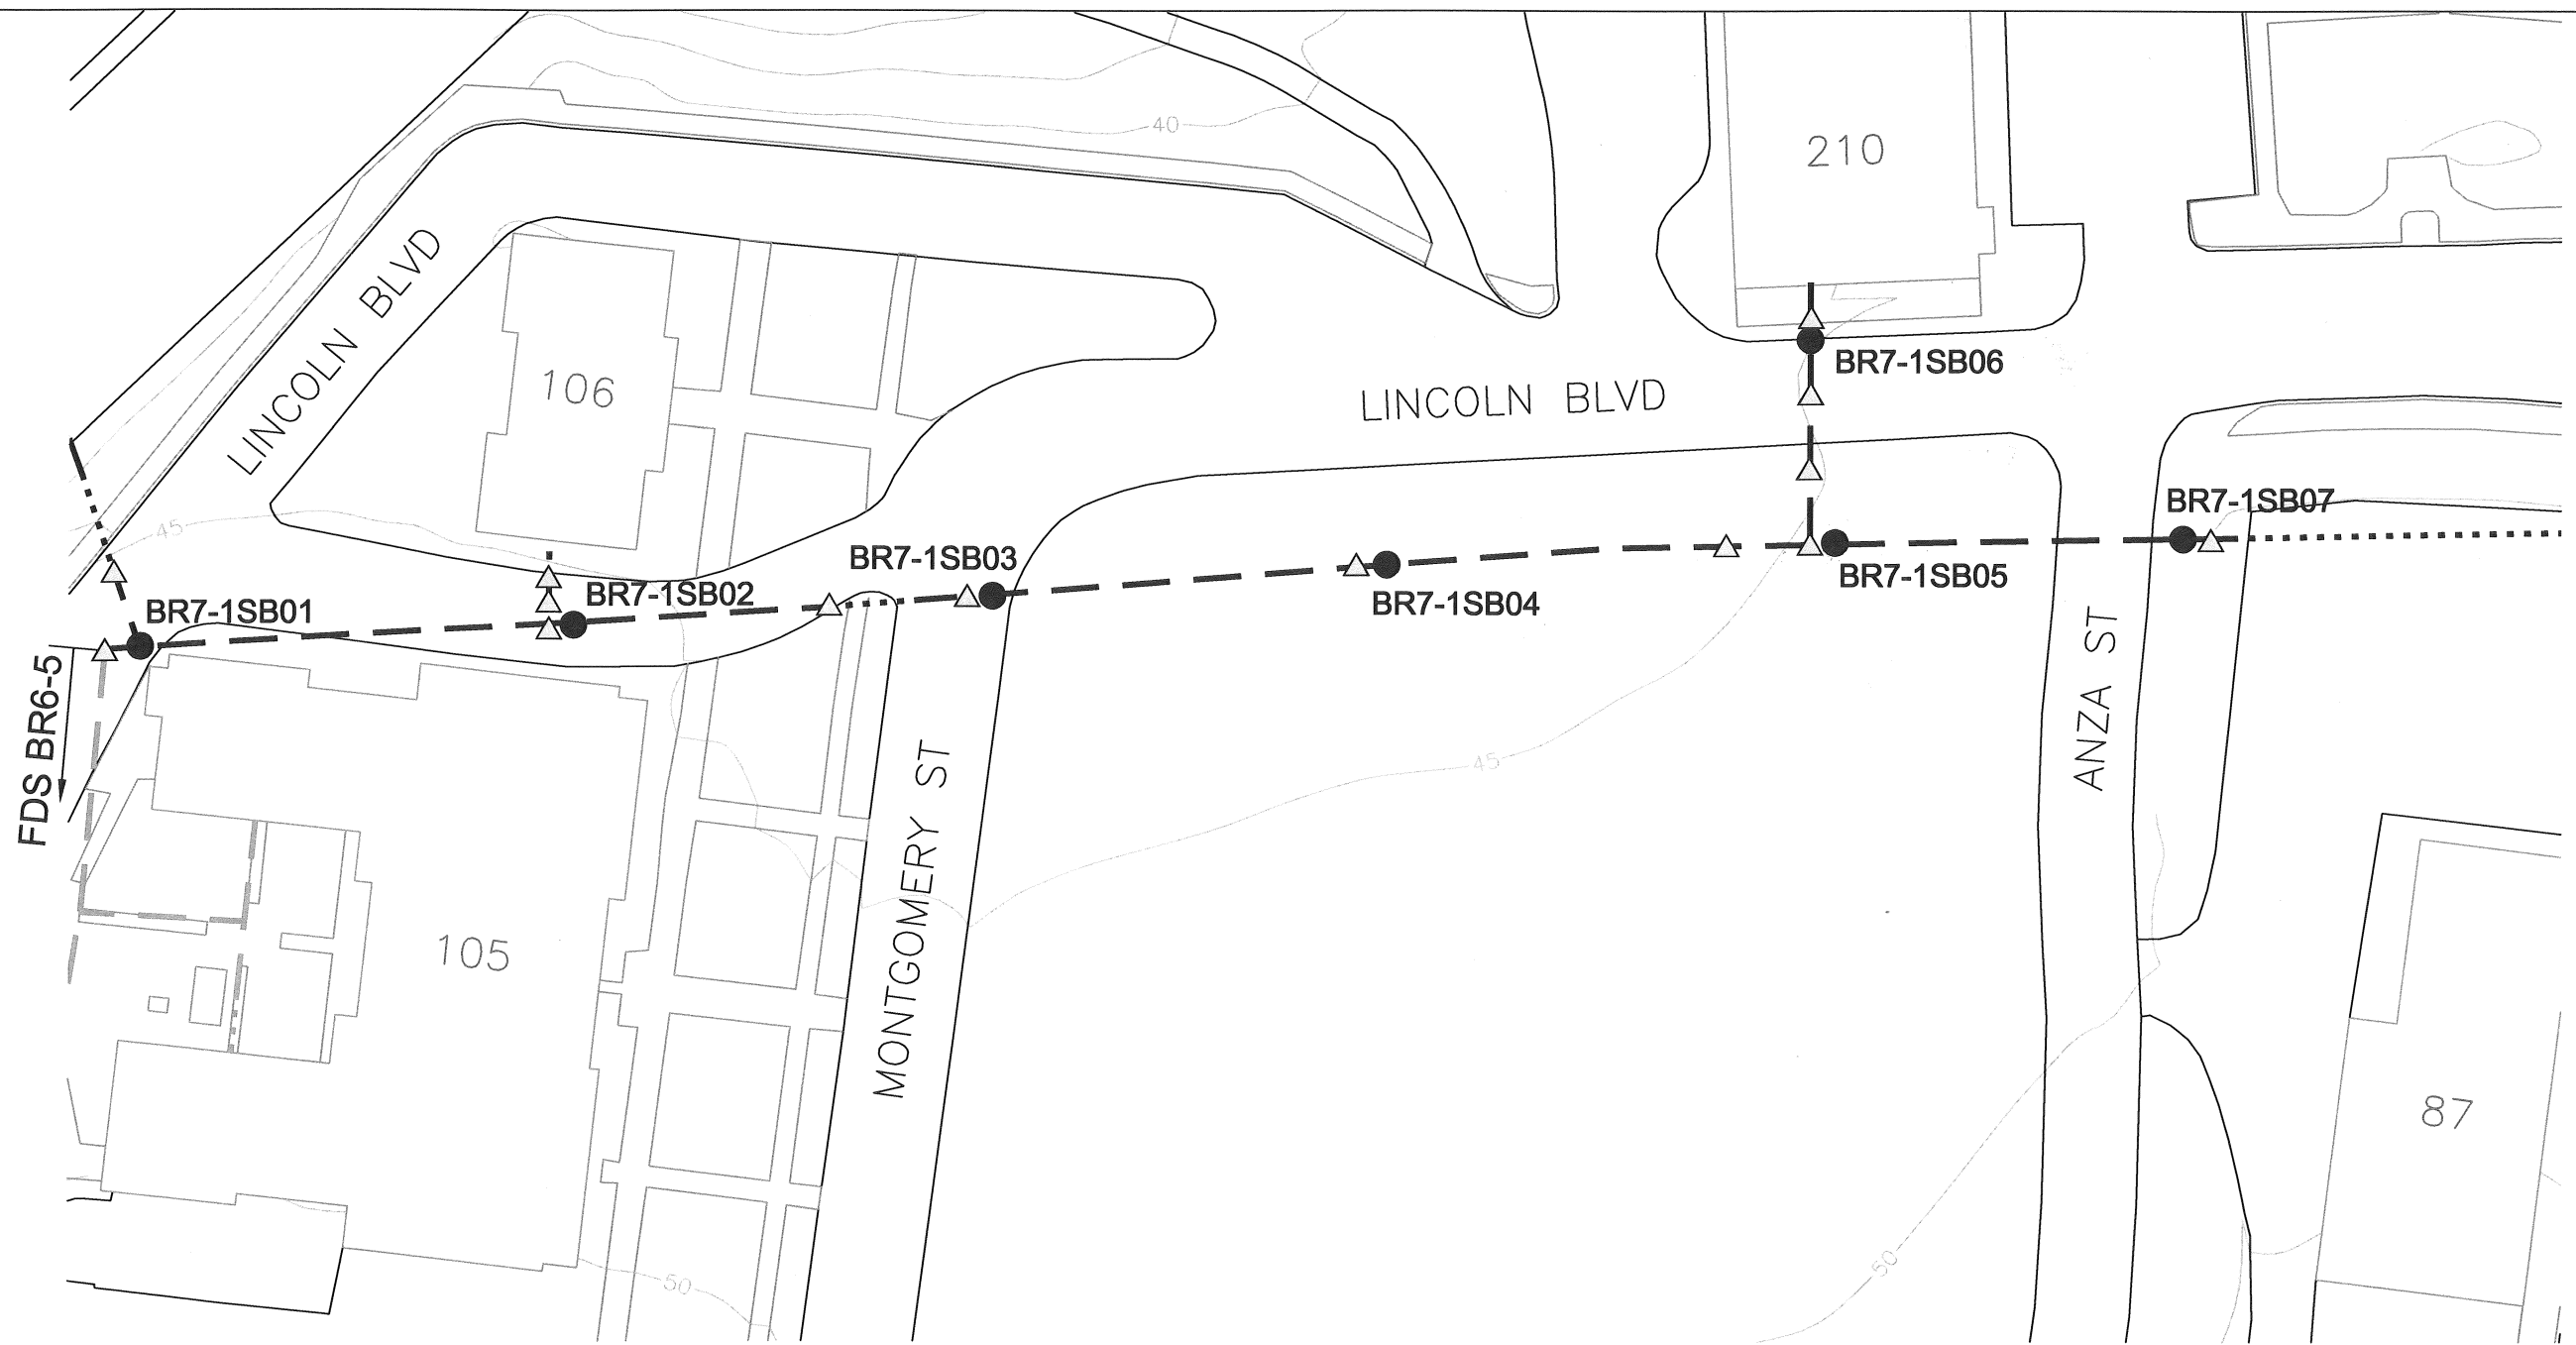 40
210
LINCOLN BLVD
106
BR7-1SB06
LINCOLN BLVD
45
BR7-1SB07
BR7-1SB03
BR7-1SB05
BR7-1SB02
BR7-1SB04
BR7-1SB01
FDS BR6-5
ANZA ST
45
MONTGOMERY ST
105
87
50
50